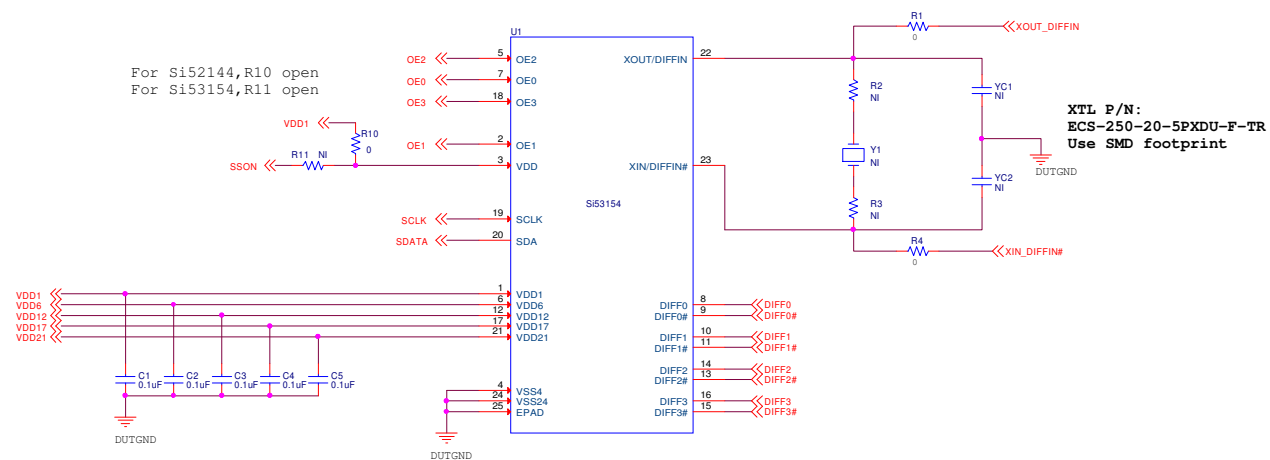 For Si52144,R10 open
For Si53154,R11 open
VDD1
R10
0
R11 NI
SSON
OE2
OE0
OE3
OE1
SCLK
SDATA
VDD1
VDD6
VDD12
VDD17
VDD21
C1
0.1uF
C2
0.1uF
C3
0.1uF
C4
0.1uF
C5
0.1uF
DUTGND
DUTGND
U1
5 OE2
7 OE0
18 OE3
2 OE1
3 VDD
19 SCLK
20 SDA
1 VDD1
6 VDD6
12 VDD12
17 VDD17
21 VDD21
4 VSS4
24 VSS24
25 EPAD
Si53154
XOUT/DIFFIN 22
XIN/DIFFIN# 23
DIFF0 8 DIFF0
DIFF0# 9 DIFF0#
DIFF1 10 DIFF1
DIFF1# 11 DIFF1#
DIFF2 14 DIFF2
DIFF2# 13 DIFF2#
DIFF3 16 DIFF3
DIFF3# 15 DIFF3#
R1
0
XOUT_DIFFIN
R2
NI
Y1
NI
R3
NI
R4
0
XIN_DIFFIN#
YC1
NI
YC2
NI
DUTGND
XTL P/N:
ECS-250-20-5PXDU-F-TR
Use SMD footprint